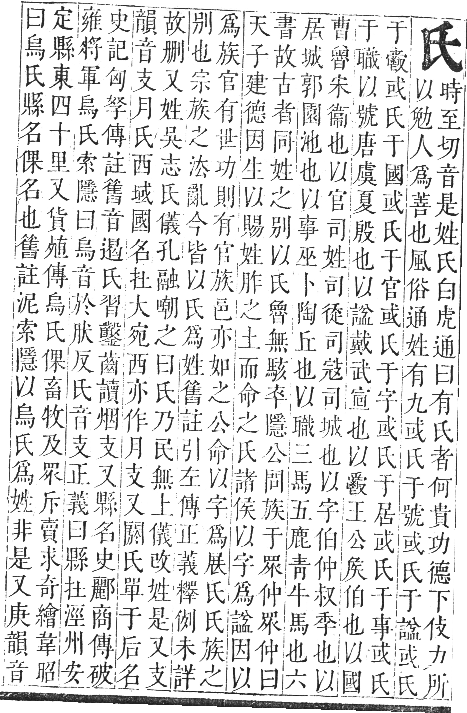 氏時至切音是姓氏白虎通曰有氏者何貴功德下伎力所
以勉人爲善也風俗通姓有九或氏于號或氏于諡或氏
于爵或氏于國或氏于官或氏于字或氏于居或氏于事或氏
于職以號唐虞夏殷也以諡戴武宣也以爵王公矦伯也以國
曹魯宋衞也以官司姓司徒司寇司城也以字伯仲叔季也以
居城郭園池也以事巫卜陶丘也以職三馬五鹿青牛馬也六
書故古者同姓之别以氏魯無駭卒隱公問族于眾仲眾仲曰
天子建德因生以賜姓胙之土而命之氏諸侯以字爲諡因以
爲族官有世功則有官族邑亦如之公命以字爲展氏氏族之
别也宗族之亂今皆以氏爲姓舊註引左傳正義釋例未詳
故删又姓吳志氏儀孔融嘲之曰氏乃民無上儀改姓是又支
韻音支月氏西域國名在大宛西亦作月支又閼氏單于后名
史記匈孥傳註舊音遏氏習鑿齒讀烟支又縣名史酈商傳破
雍將軍烏氏索隱曰烏音於肰反氏音支正義曰縣在涇州安
定縣東四十里又貨殖傳烏氏倮畜牧及眾斥賣求奇繒韋昭
曰烏氏縣名倮名也舊註泥索隱以烏氏爲姓非是又庚韻音